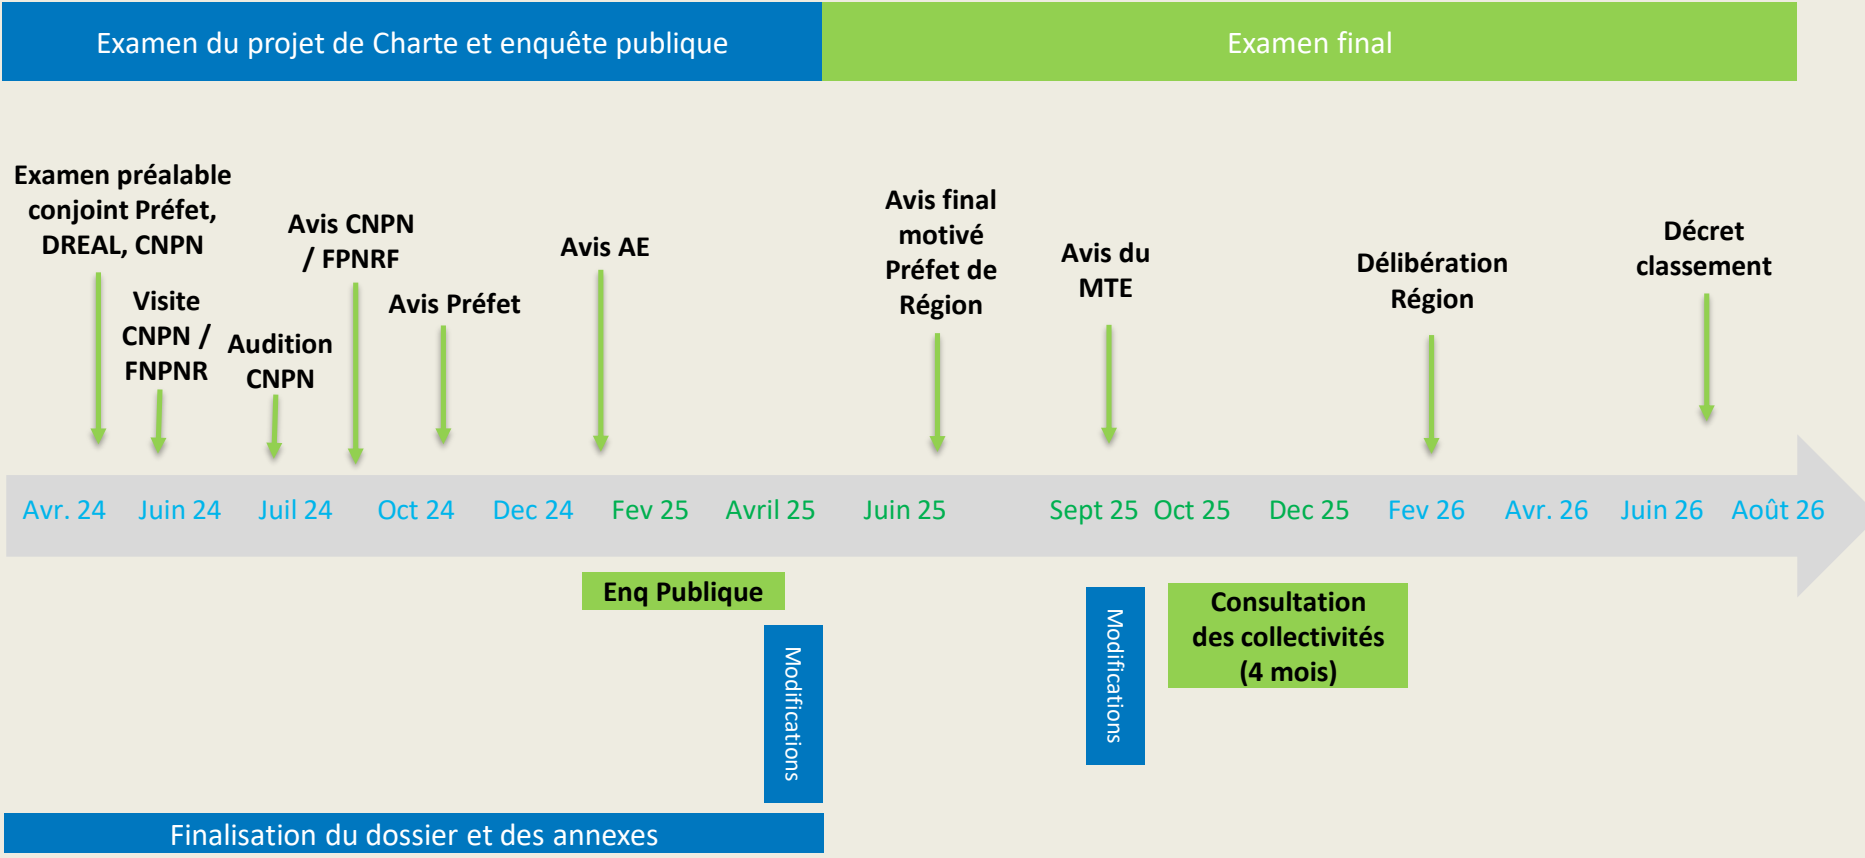 Examen du projet de Charte et enquête publique
Examen final
Examen préalable
conjoint Préfet,
DREAL, CNPN
Visite
CNPN /
FNPNR
Audition
CNPN
Avis CNPN
/ FPNRF
Avis Préfet
Avis AE
Avis final
motivé
Préfet de
Région
Avis du
MTE
Délibération
Région
Décret
classement
Avr. 24
Juin 24
Juil 24
Oct 24
Dec 24
Fev 25
Avril 25
Juin 25
Sept 25
Oct 25
Dec 25
Fev 26
Avr. 26
Juin 26
Août 26
Enq Publique
Modifications
Modifications
Consultation
des collectivités
(4 mois)
Finalisation du dossier et des annexes